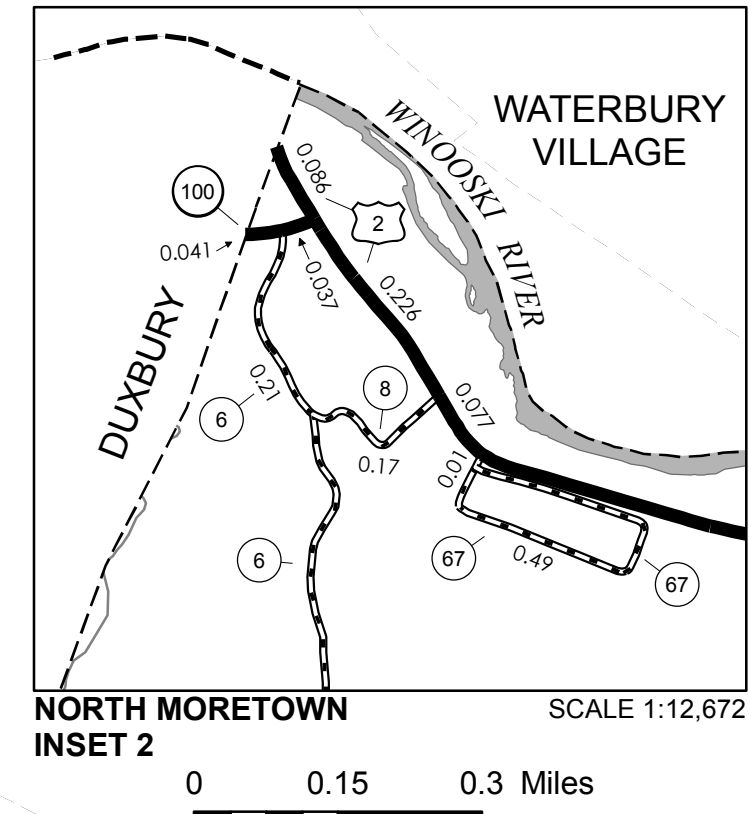 WATERBURY
VILLAGE
WINOOSKI RIVER
0.086
100
2
0.041
0.037
0.226
DUXBURY
0.21
8
6
0.077
0.17
0.01
6
67
0.49
67
NORTH MORETOWN
INSET 2
SCALE 1:12,672
0 0.15 0.3 Miles